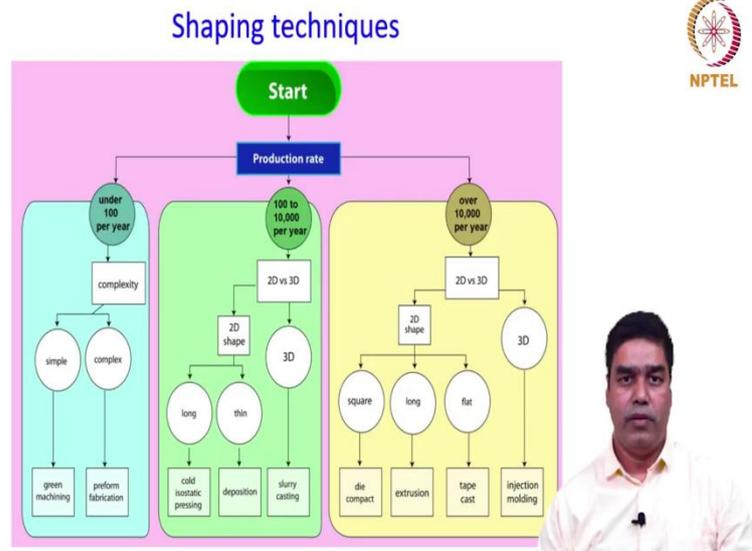 Shaping techniques
NPTEL
Start
Production rate
under
100
per year
100 to
10,000
per year
over
10,000
per year
complexity
2D vs 3D
2D vs 3D
2D
shape
2D
shape
simple
complex
3D
3D
long
thin
square
long
flat
green
machining
preform
fabrication
cold
isostatic
pressing
deposition
slurry
casting
die
compact
extrusion
tape
cast
injection
molding